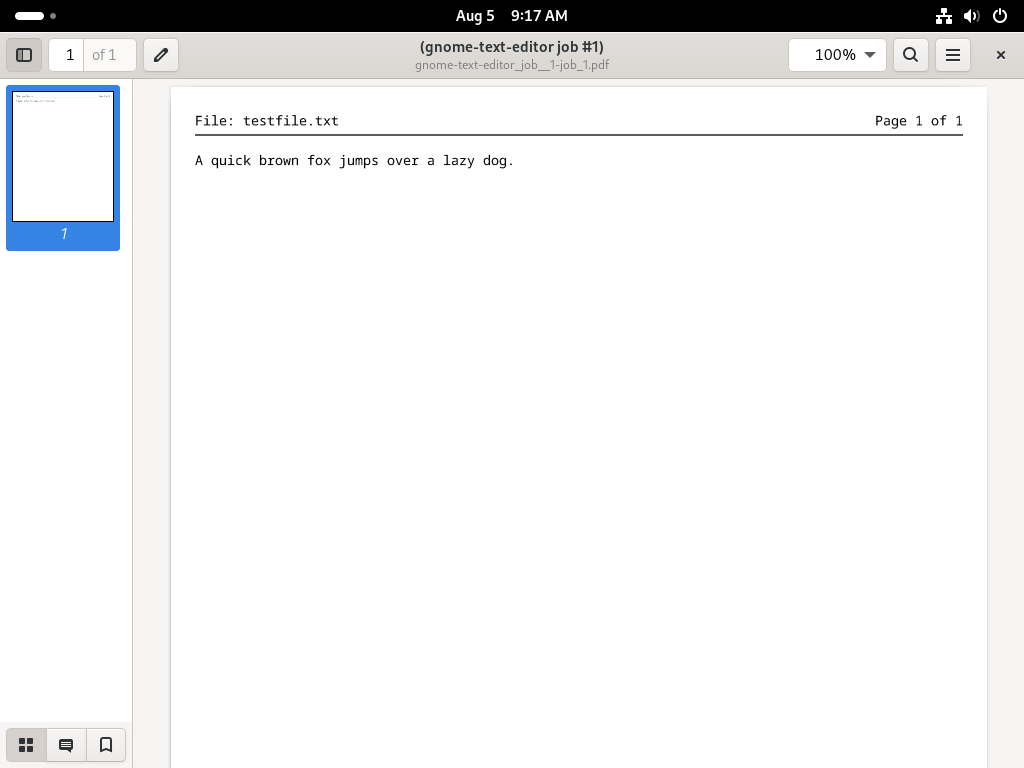 Aug 5 9:17 AM
1 of 1
(gnome-text-editor job #1)
gnome-text-editor_job__1-job_1.pdf
100%
File: testfile.txt Page 1 of 1
A quick brown fox jumps over a lazy dog.
1